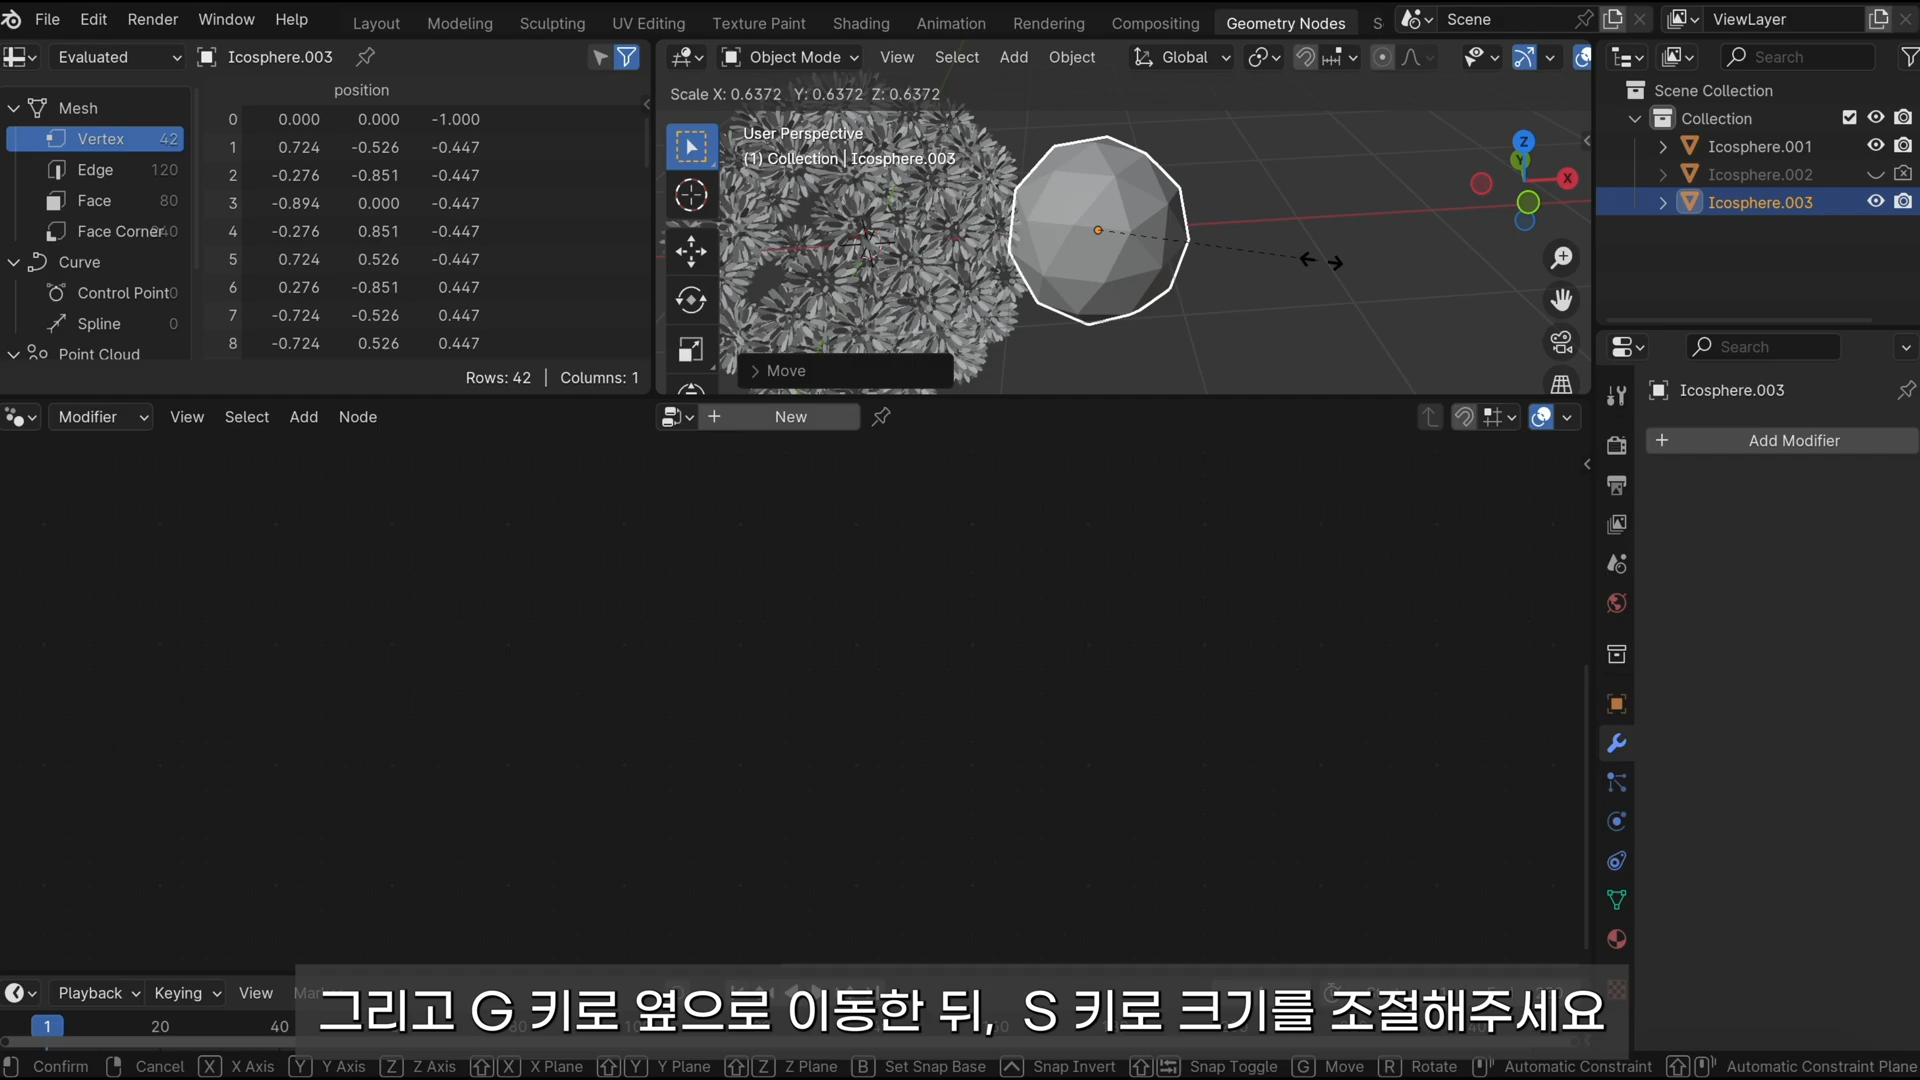 File Edit Render Window Help Layout Modeling Sculpting UV Editing Texture Paint Shading Animation Rendering Compositing Geometry Nodes S Scene ViewLayer
Evaluated Icosphere.003
Object Mode View Select Add Object Global
Search
position
Mesh
Vertex 42
Edge 120
Face 80
Face Corner
Curve
Control Point 0
Spline 0
Point Cloud
0 0.000 0.000 -1.000
1 0.724 -0.526 -0.447
2 -0.276 -0.851 -0.447
3 -0.894 0.000 -0.447
4 -0.276 0.851 -0.447
5 0.724 0.526 -0.447
6 0.276 -0.851 0.447
7 -0.724 -0.526 0.447
8 -0.724 0.526 0.447
Rows: 42 | Columns: 1
Scale X: 0.6372 Y: 0.6372 Z: 0.6372
User Perspective
(1) Collection | Icosphere.003
Z
Y
X
Move
Scene Collection
Collection
Icosphere.001
Icosphere.002
Icosphere.003
Search
Icosphere.003
Add Modifier
Modifier View Select Add Node
New
Playback Keying View
1 20 40
그리고 G 키로 옆으로 이동한 뒤, S 키로 크기를 조절해주세요
Confirm Cancel X X Axis Y Y Axis Z Z Axis X X Plane Y Y Plane Z Z Plane B Set Snap Base Snap Invert Snap Toggle G Move R Rotate Automatic Constraint Automatic Constraint Plane